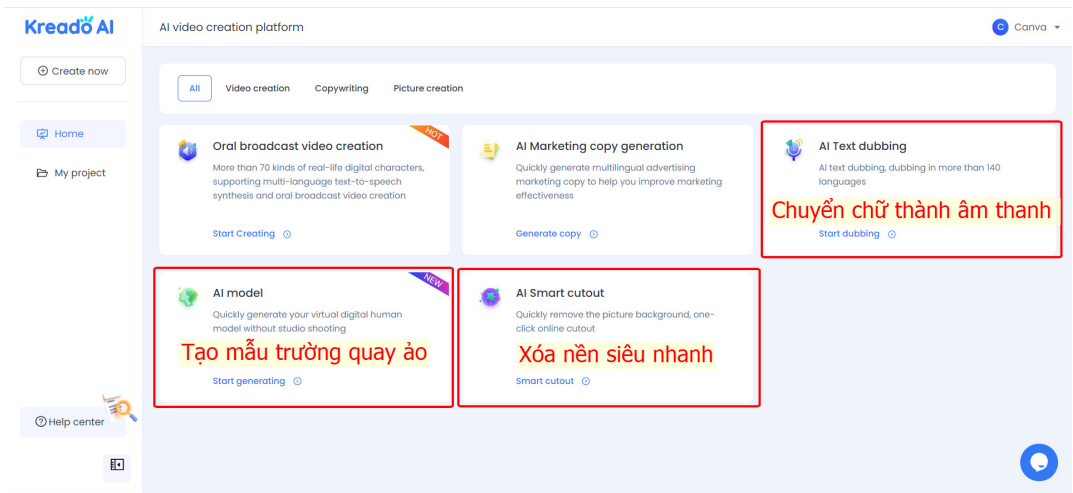 Kreado AI
AI video creation platform
C Canva
Create now
All Video creation Copywriting Picture creation
Home
My project
HOT
Oral broadcast video creation
More than 70 kinds of real-life digital characters,
supporting multi-language text-to-speech
synthesis and oral broadcast video creation
Start Creating
AI Marketing copy generation
Quickly generate multilingual advertising
marketing copy to help you improve marketing
effectiveness
Generate copy
AI Text dubbing
AI text dubbing, dubbing in more than 140
languages
Chuyển chữ thành âm thanh
Start dubbing
NEW
AI model
Quickly generate your virtual digital human
model without studio shooting
Tạo mẫu trường quay ảo
Start generating
AI Smart cutout
Quickly remove the picture background, one-
click online cutout
Xóa nền siêu nhanh
Smart cutout
Help center